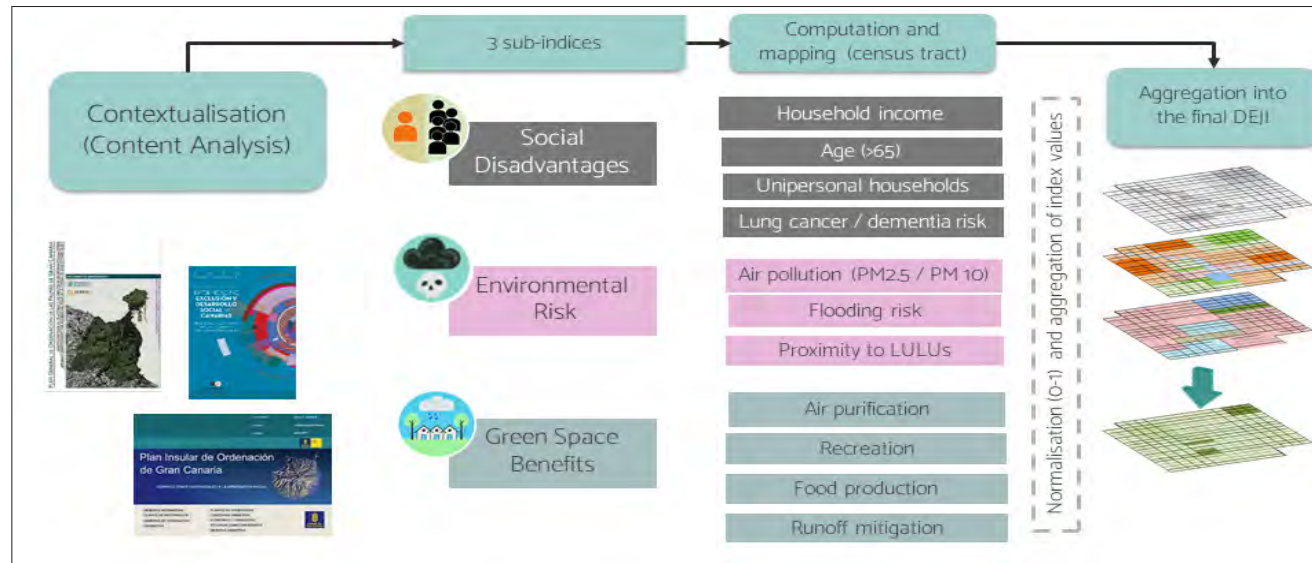 Contextualisation
(Content Analysis)
3 sub-indices
Computation and
mapping (census tract)
Aggregation into
the final DEJI
Social
Disadvantages
Household income
Age (>65)
Unipersonal households
Lung cancer / dementia risk
Environmental
Risk
Air pollution (PM2.5 / PM 10)
Flooding risk
Proximity to LULUs
Green Space
Benefits
Air purification
Recreation
Food production
Runoff mitigation
Normalisation (0-1) and aggregation of index values
EXCLUSIÓN Y
DESARROLLO
SOCIAL
Plan Insular de Ordenación
de Gran Canaria